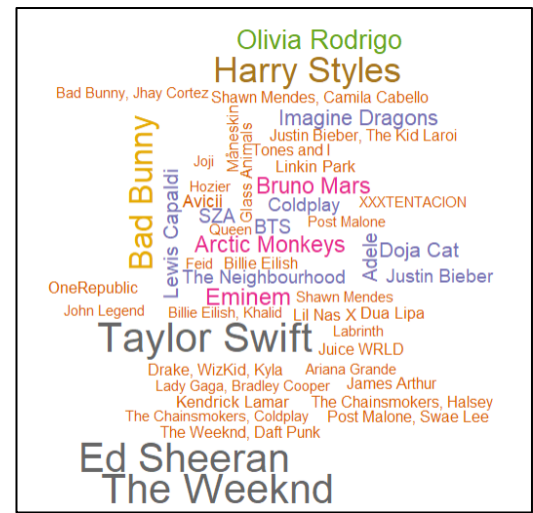 Olivia Rodrigo
Harry Styles
Bad Bunny, Jhay Cortez
Shawn Mendes, Camila Cabello
Måneskin
Imagine Dragons
Justin Bieber, The Kid Laroi
Bad Bunny
Glass Animals
Tones and I
Joji
Linkin Park
Lewis Capaldi
Hozier
Bruno Mars
Avicii
Coldplay
XXXTENTACION
SZA
Queen
BTS
Post Malone
Arctic Monkeys
Adele
Doja Cat
Feid
Billie Eilish
The Neighbourhood
Justin Bieber
OneRepublic
Eminem
Shawn Mendes
John Legend
Billie Eilish, Khalid
Lil Nas X
Dua Lipa
Taylor Swift
Labrinth
Juice WRLD
Drake, WizKid, Kyla
Ariana Grande
Lady Gaga, Bradley Cooper
James Arthur
Kendrick Lamar
The Chainsmokers, Halsey
The Chainsmokers, Coldplay
Post Malone, Swae Lee
The Weeknd, Daft Punk
Ed Sheeran
The Weeknd